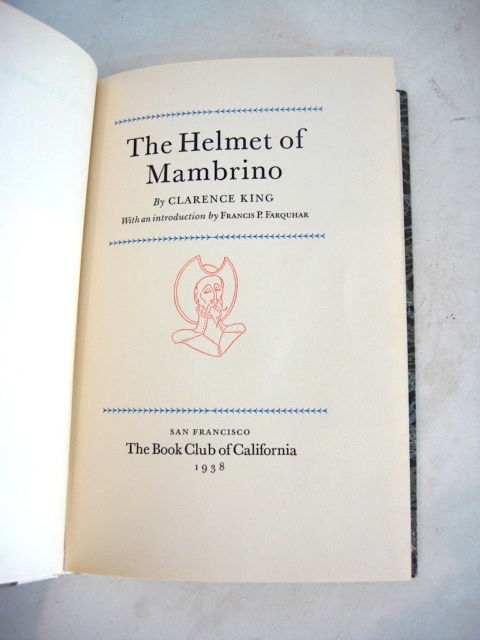 The Helmet of
Mambrino
By CLARENCE KING
With an introduction by FRANCIS P. FARQUHAR
SAN FRANCISCO
The Book Club of California
1938